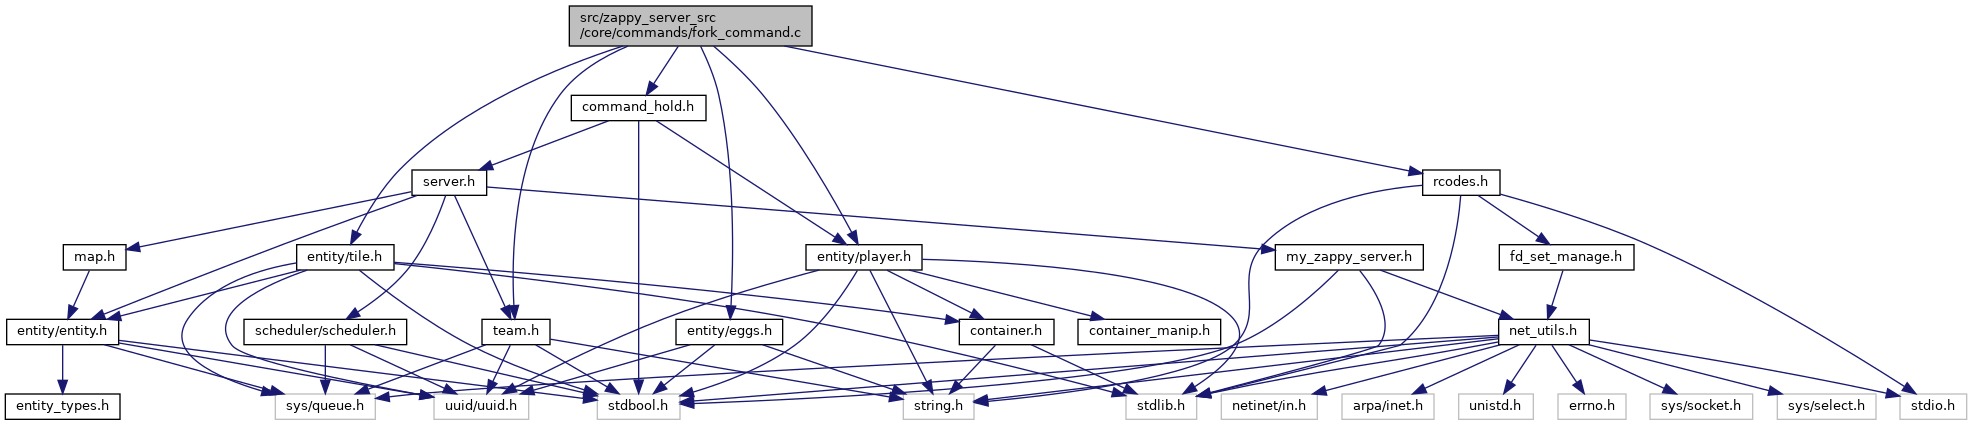 src/zappy_server_src
/core/commands/fork_command.c
command_hold.h
server.h
rcodes.h
map.h
entity/tile.h
entity/player.h
my_zappy_server.h
fd_set_manage.h
entity/entity.h
scheduler/scheduler.h
team.h
entity/eggs.h
container.h
container_manip.h
net_utils.h
entity_types.h
sys/queue.h
uuid/uuid.h
stdbool.h
string.h
stdlib.h
netinet/in.h
arpa/inet.h
unistd.h
errno.h
sys/socket.h
sys/select.h
stdio.h